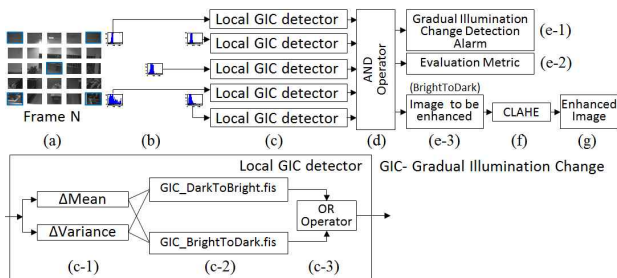 Local GIC detector
Local GIC detector
Local GIC detector
Local GIC detector
Local GIC detector
AND
Operator
Gradual Illumination
Change Detection
Alarm
(e-1)
Evaluation Metric
(e-2)
(BrightToDark)
Image to be
enhanced
CLAHE
Enhanced
Image
Frame N
(a)
(b)
(c)
(d)
(e-3)
(f)
(g)
Local GIC detector
GIC- Gradual Illumination Change
ΔMean
ΔVariance
GIC_DarkToBright.fis
GIC_BrightToDark.fis
OR
Operator
(c-1)
(c-2)
(c-3)